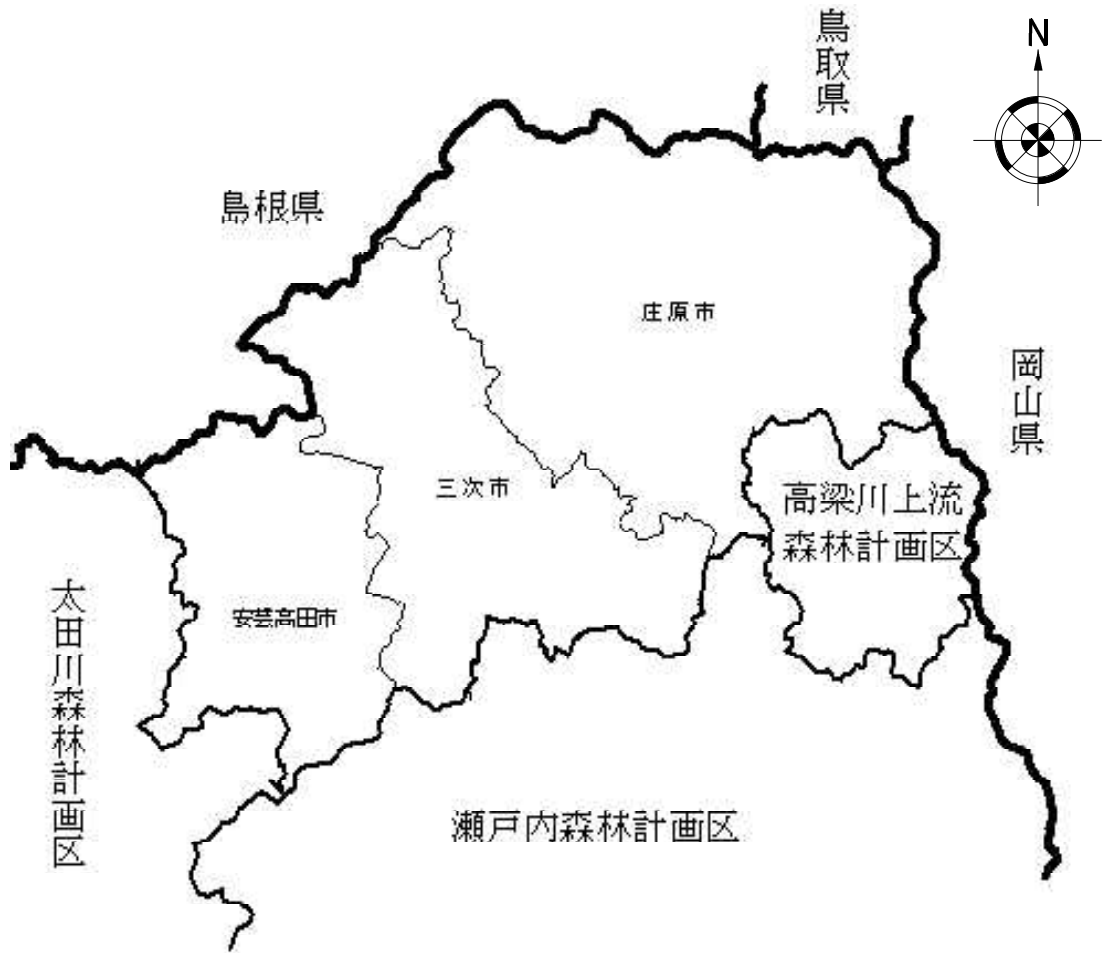 鳥取県
N
島根県
庄原市
岡山県
三次市
高梁川上流
森林計画区
太田川森林計画区
安芸高田市
瀬戸内森林計画区